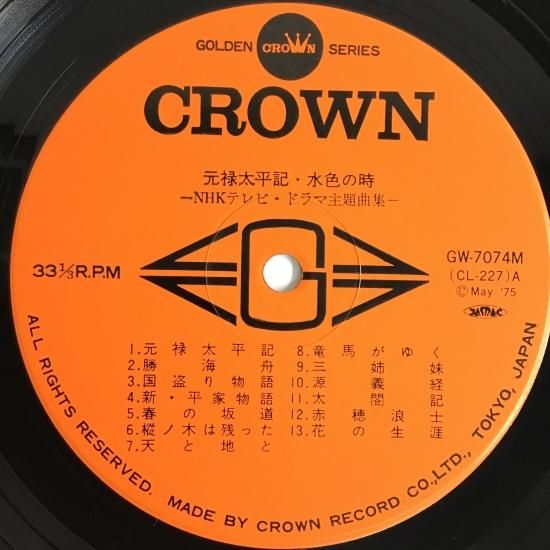 GOLDEN CROWN SERIES
CROWN
元禄太平記・水色の時
—NHKテレビ・ドラマ主題曲集—
33⅓R.P.M
G
GW-7074M
(CL-227)A
©May '75
JASRAC
1.元禄太平記
2.勝海舟
3.国盗り物語
4.新・平家物語
5.春の坂道
6.樅ノ木は残った
7.天と地と
8.竜馬がゆく
9.三姉妹
10.源義経
11.太閤記
12.赤穂浪士
13.花の生涯
ALL RIGHTS RESERVED. MADE BY CROWN RECORD CO.,LTD., TOKYO, JAPAN